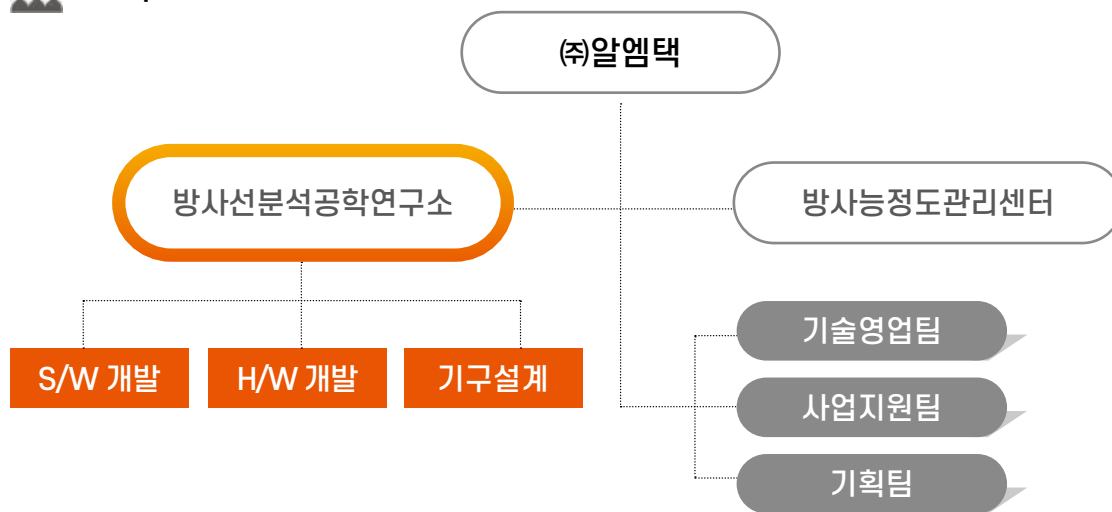 ㈜알엠택
방사선분석공학연구소
방사능정도관리센터
기술영업팀
S/W 개발
H/W 개발
기구설계
사업지원팀
기획팀